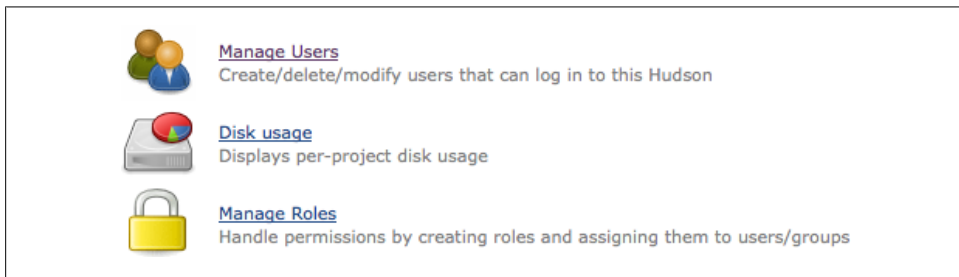 Manage Users
Create/delete/modify users that can log in to this Hudson
Disk usage
Displays per-project disk usage
Manage Roles
Handle permissions by creating roles and assigning them to users/groups